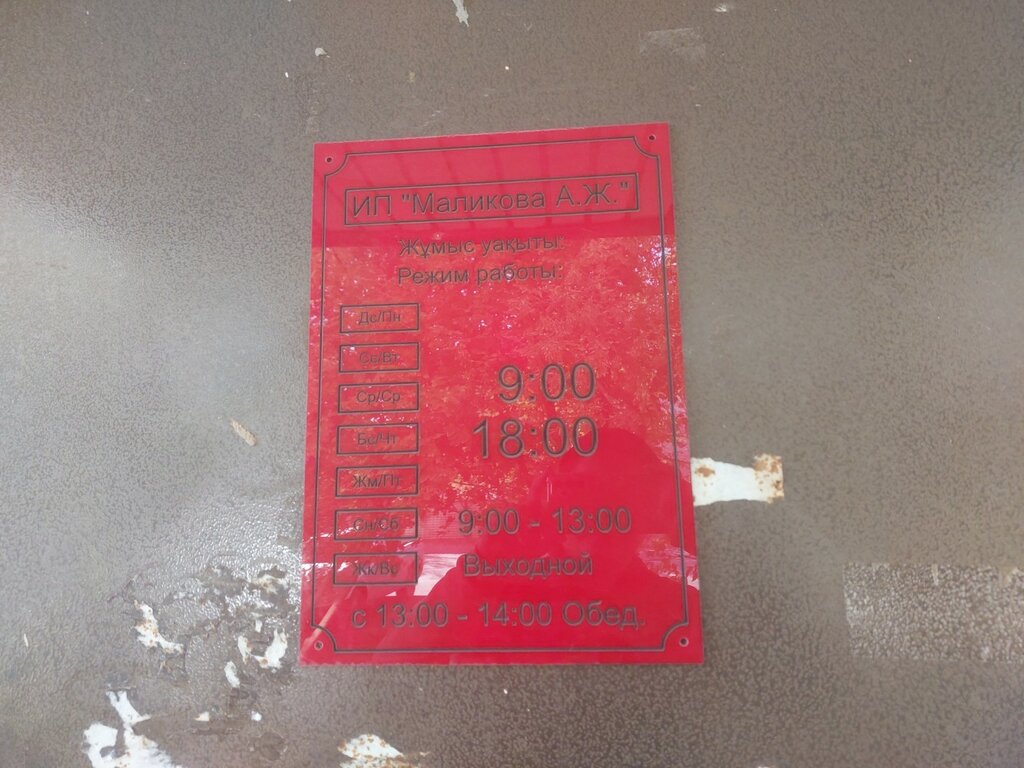 ИП "Маликова А.Ж."
Жұмыс уақыты:
Режим работы:
Дс/Пн
Сс/Вт
Ср/Ср
9:00
18:00
Бс/Чт
Жм/Пт
Сн/Сб 9:00 - 13:00
Жк/Вс Выходной
с 13:00 - 14:00 Обед.